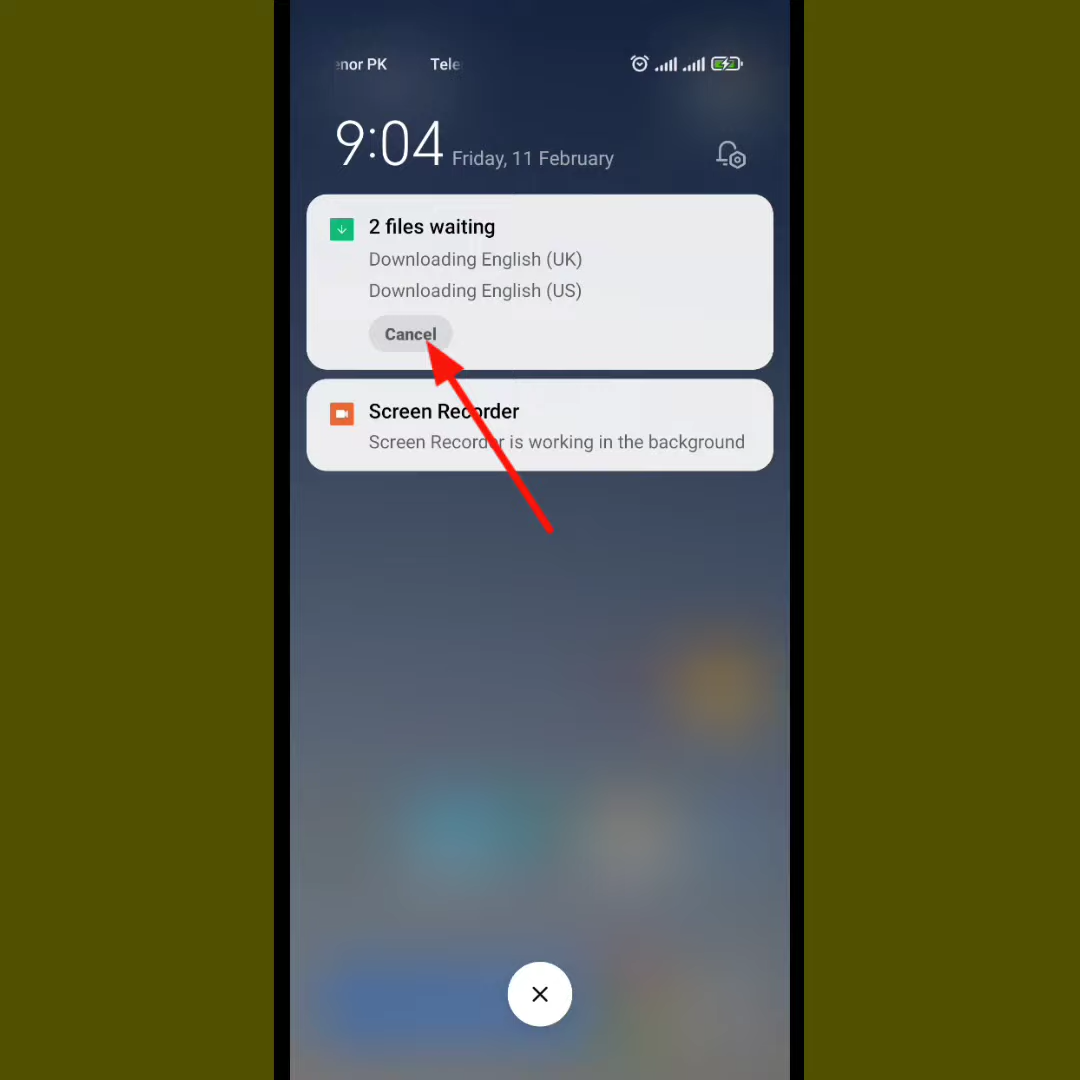 enor PK Tele
9:04 Friday, 11 February
2 files waiting
Downloading English (UK)
Downloading English (US)
Cancel
Screen Recorder
Screen Recorder is working in the background